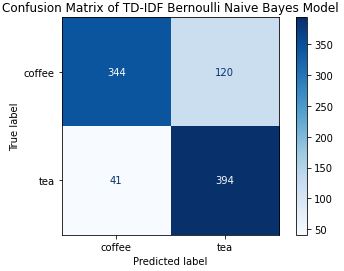 Confusion Matrix of TD-IDF Bernoulli Naive Bayes Model
coffee
344
120
tea
41
394
coffee
tea
Predicted label
True label
350
300
250
200
150
100
50